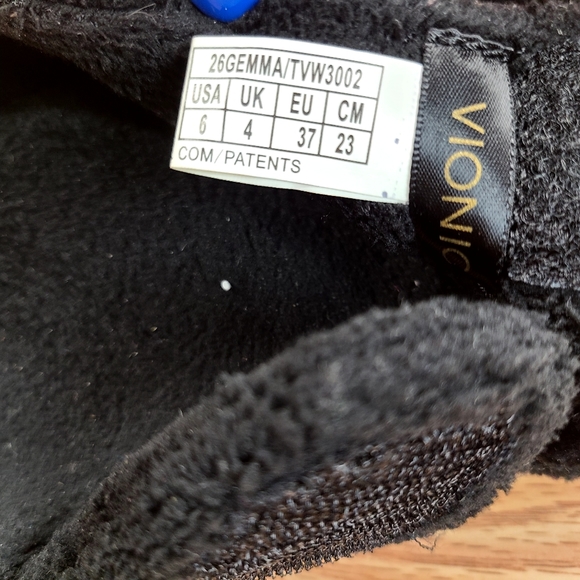 26GEMMA/TVW3002
USA UK EU CM
6 4 37 23
COM/PATENTS
VIONIC